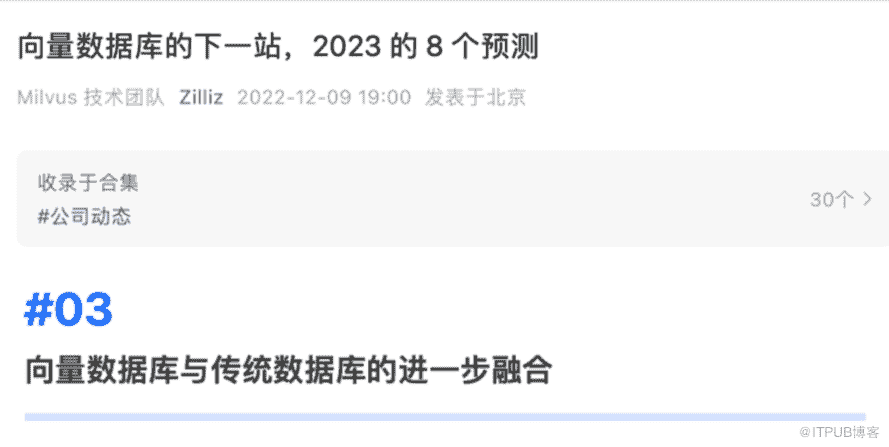 向量数据库的下一站，2023 的 8 个预测
Milvus 技术团队 Zilliz 2022-12-09 19:00 发表于北京
收录于合集
#公司动态
30个 >
#03
向量数据库与传统数据库的进一步融合
@ITPUB博客